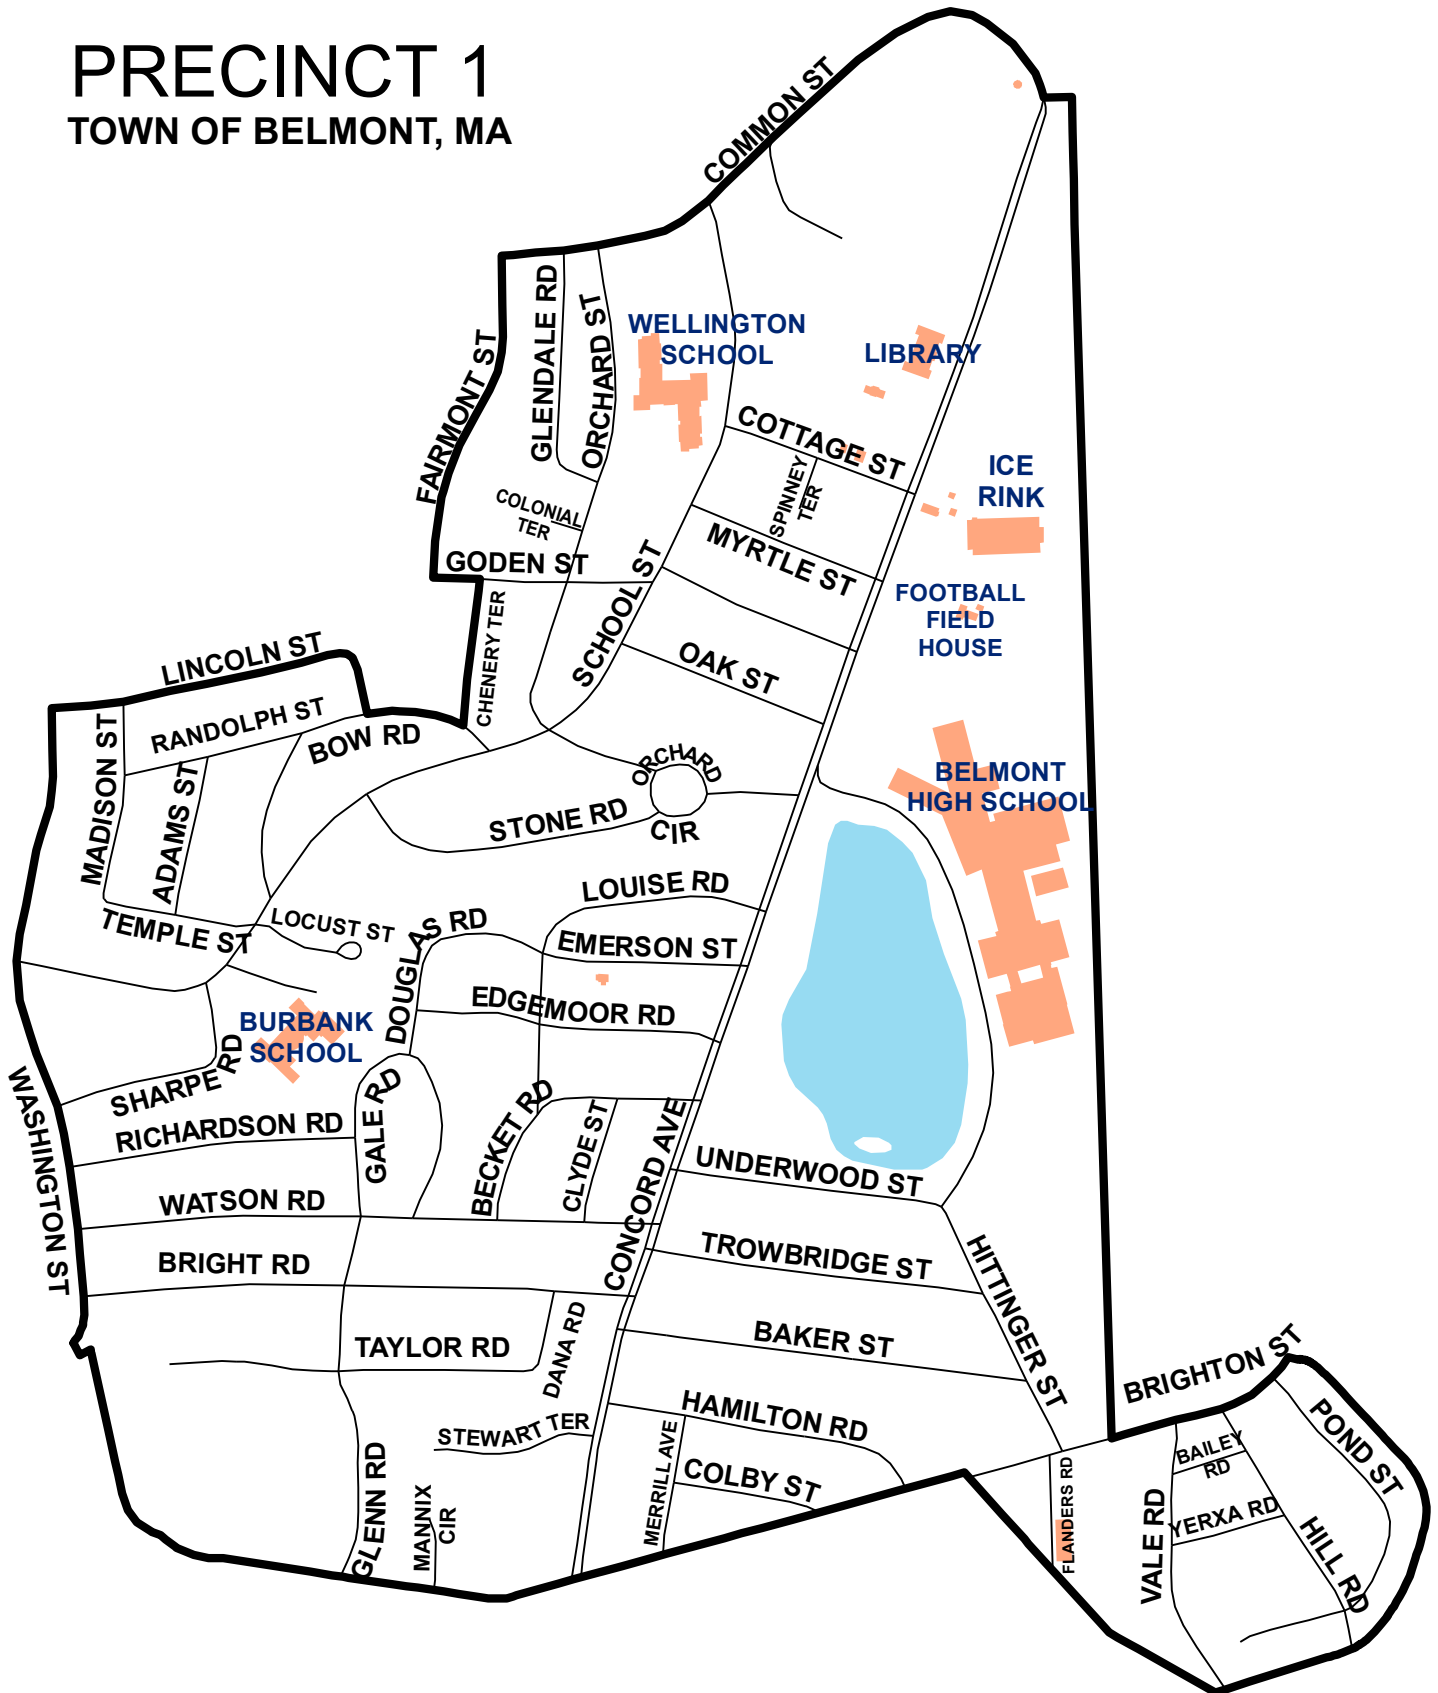 PRECINCT 1
TOWN OF BELMONT, MA
COMMON ST
FAIRMONT ST
GLENDALE RD
ORCHARD ST
WELLINGTON
SCHOOL
LIBRARY
COTTAGE ST
SPINNEY
TER
ICE
RINK
COLONIAL
TER
GODEN ST
MYRTLE ST
FOOTBALL
FIELD
HOUSE
CHENERY TER
SCHOOL ST
OAK ST
LINCOLN ST
RANDOLPH ST
BOW RD
MADISON ST
ADAMS ST
ORCHARD
CIR
STONE RD
BELMONT
HIGH SCHOOL
LOUISE RD
TEMPLE ST
LOCUST ST
DOUGLAS RD
EMERSON ST
EDGEMOOR RD
BURBANK
SCHOOL
SHARPE RD
WASHINGTON ST
RICHARDSON RD
GALE RD
BECKET RD
CLYDE ST
CONCORD AVE
UNDERWOOD ST
WATSON RD
BRIGHT RD
TROWBRIDGE ST
HITTINGER ST
TAYLOR RD
DANA RD
BAKER ST
BRIGHTON ST
STEWART TER
HAMILTON RD
POND ST
GLENN RD
MANNIX
CIR
MERRILL AVE
COLBY ST
FLANDERS RD
BAILEY
RD
VALE RD
YERXA RD
HILL RD